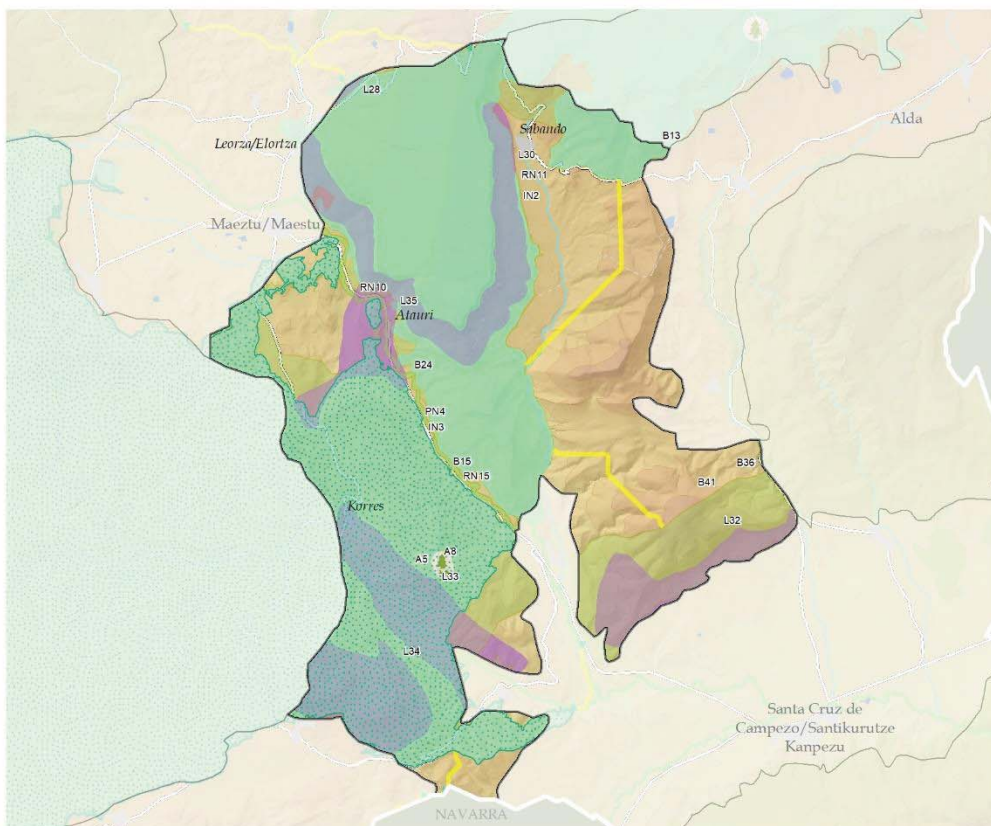 L28
Sabando
B13
Alda
Leorza/Elortza
L30
RN11
IN2
Maeztu/Maestu
RN10
L35
Atauri
B24
PN4
IN3
B15
RN15
B36
B41
L32
Korres
A8
A5
L33
L34
Santa Cruz de
Campezo/Santikurutze
Kanpezu
NAVARRA